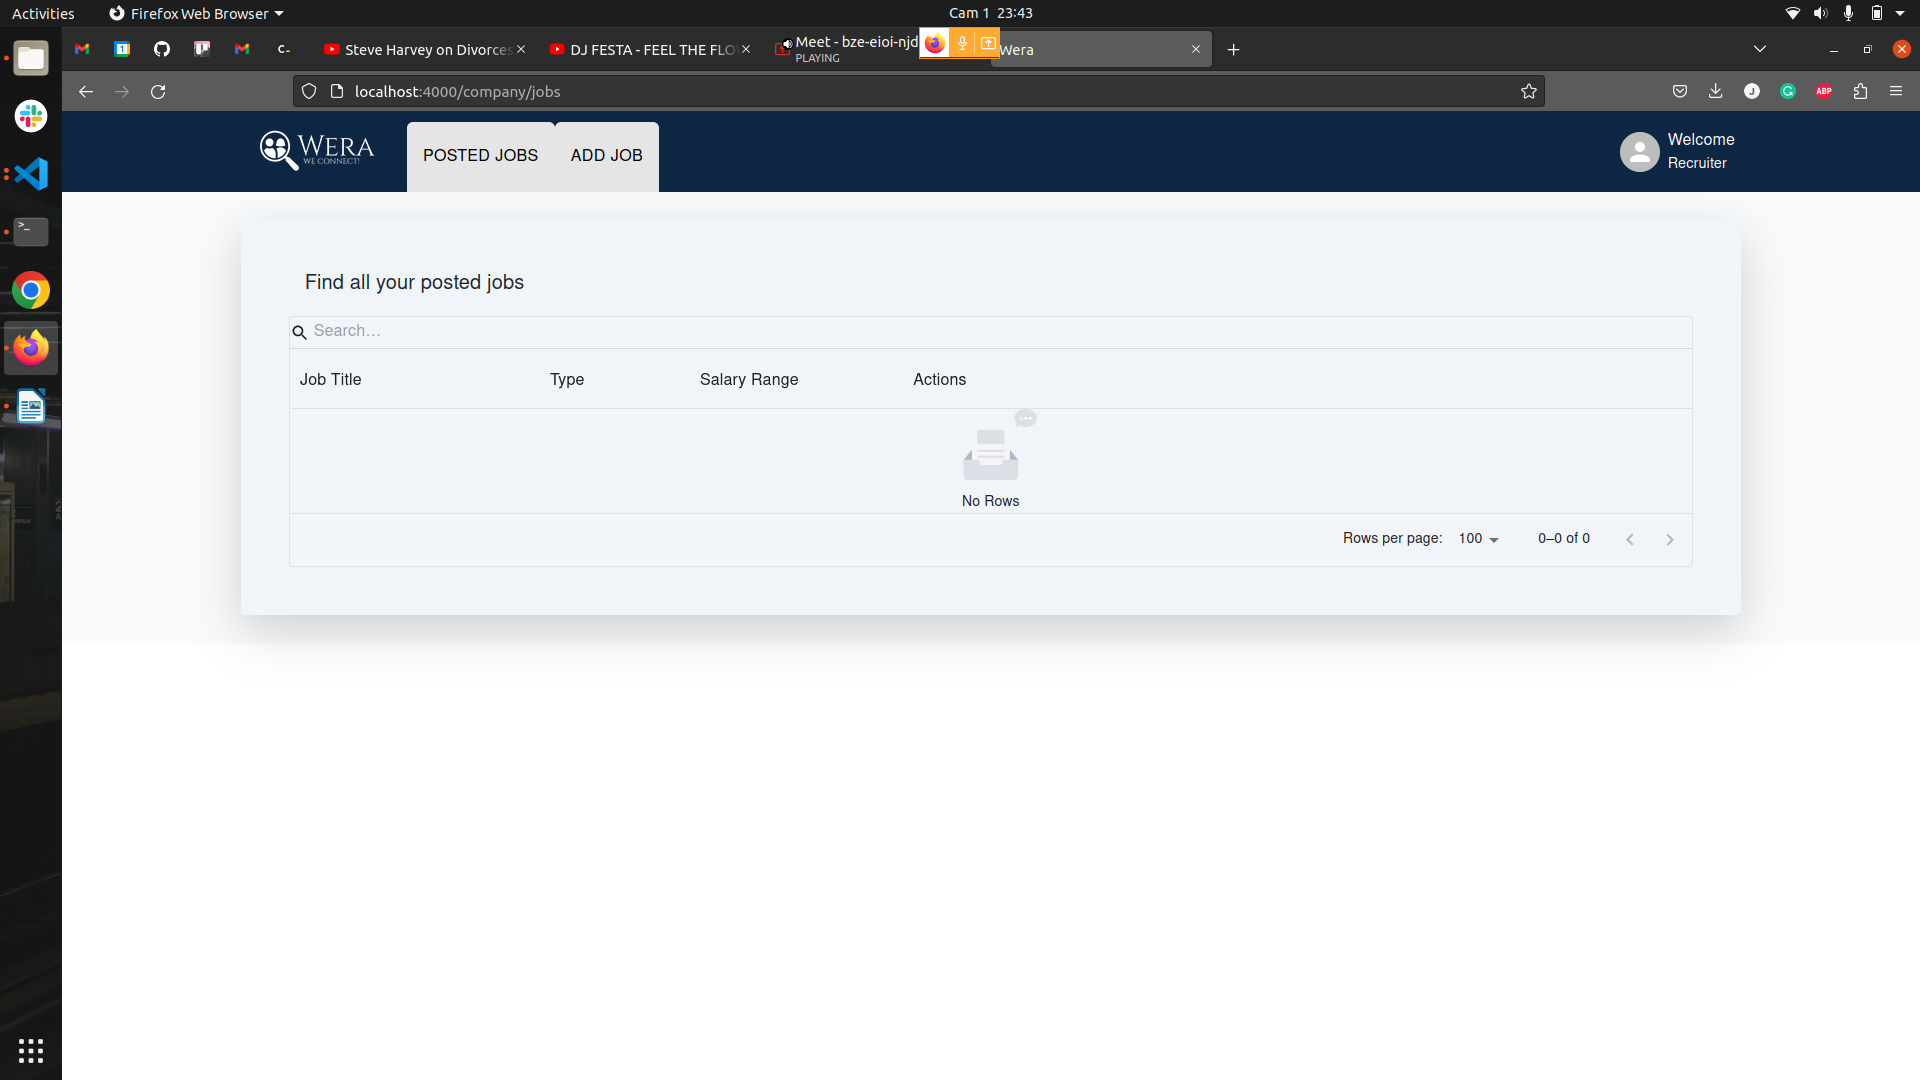 Activities
Firefox Web Browser
Cam 1 23:43
Steve Harvey on Divorces
DJ FESTA - FEEL THE FLO
Meet - bze-eioi-njd
PLAYING
Wera
localhost:4000/company/jobs
ABP
WERA
WE CONNECT!
POSTED JOBS
ADD JOB
Welcome
Recruiter
Find all your posted jobs
Search…
Job Title
Type
Salary Range
Actions
No Rows
Rows per page:
100
0–0 of 0